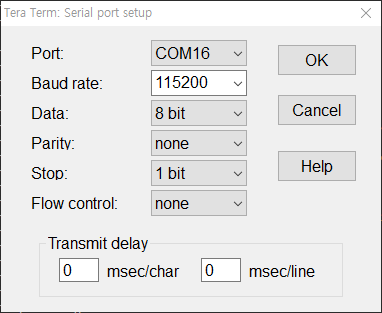 Tera Term: Serial port setup
Port: COM16 OK
Baud rate: 115200
Data: 8 bit Cancel
Parity: none
Stop: 1 bit Help
Flow control: none
Transmit delay
0 msec/char 0 msec/line